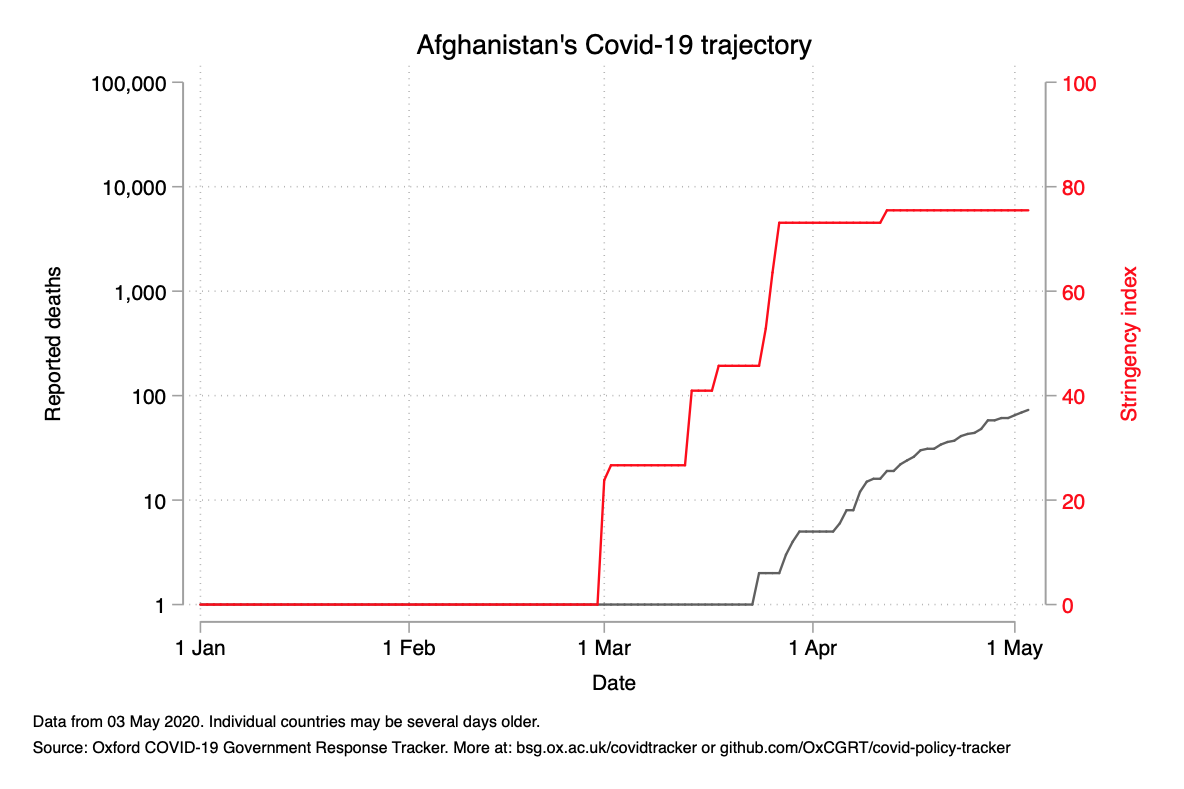 Afghanistan's Covid-19 trajectory
100,000
10,000
1,000
100
10
1
Reported deaths
100
80
60
40
20
0
Stringency index
1 Jan
1 Feb
1 Mar
1 Apr
1 May
Date
Data from 03 May 2020. Individual countries may be several days older.
Source: Oxford COVID-19 Government Response Tracker. More at: bsg.ox.ac.uk/covidtracker or github.com/OxCGRT/covid-policy-tracker